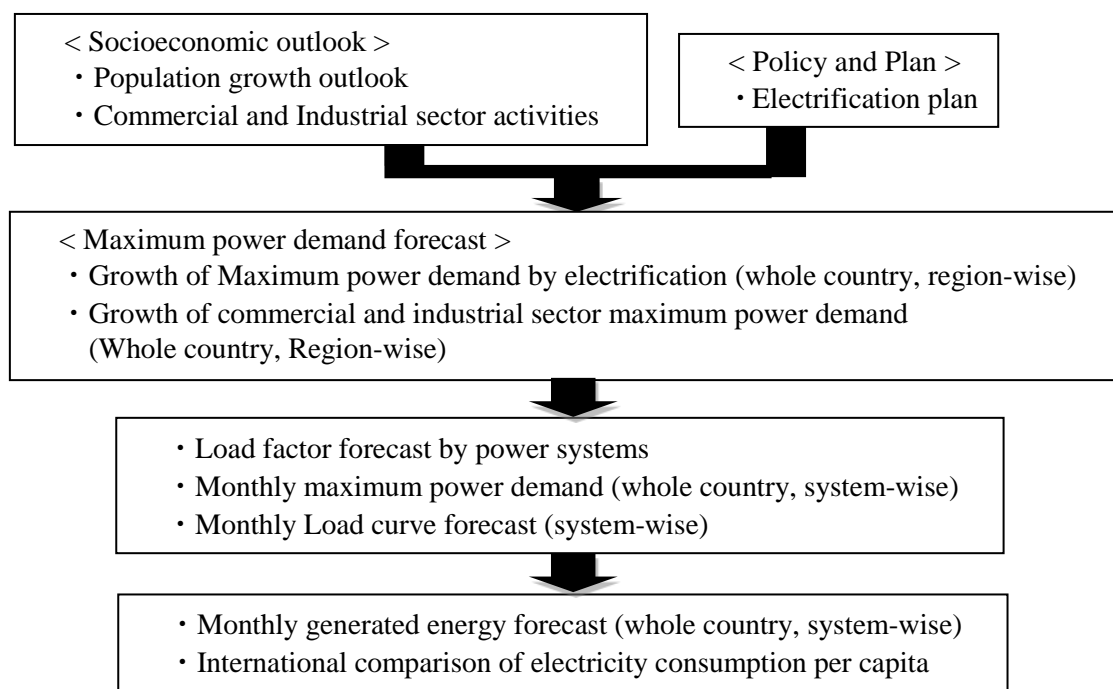 < Socioeconomic outlook >
・Population growth outlook
・Commercial and Industrial sector activities
< Policy and Plan >
・Electrification plan
< Maximum power demand forecast >
・Growth of Maximum power demand by electrification (whole country, region-wise)
・Growth of commercial and industrial sector maximum power demand
(Whole country, Region-wise)
・Load factor forecast by power systems
・Monthly maximum power demand (whole country, system-wise)
・Monthly Load curve forecast (system-wise)
・Monthly generated energy forecast (whole country, system-wise)
・International comparison of electricity consumption per capita